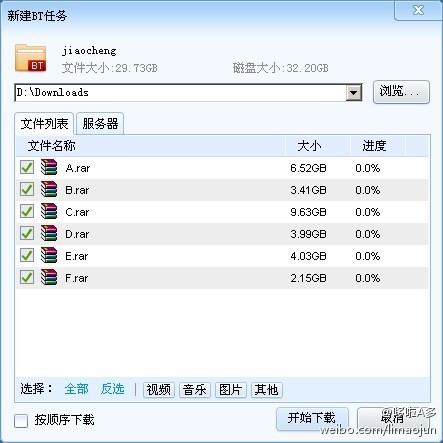 新建BT任务
jiaocheng
BT 文件大小:29.73GB 磁盘大小:32.20GB
D:\Downloads 浏览...
文件列表 服务器
文件名称 大小 进度
A.rar 6.52GB 0.0%
B.rar 3.41GB 0.0%
C.rar 9.63GB 0.0%
D.rar 3.99GB 0.0%
E.rar 4.03GB 0.0%
F.rar 2.15GB 0.0%
选择: 全部 反选 视频 音乐 图片 其他
按顺序下载 开始下载 取消
@哆啦A多
weibo.com/limaojun